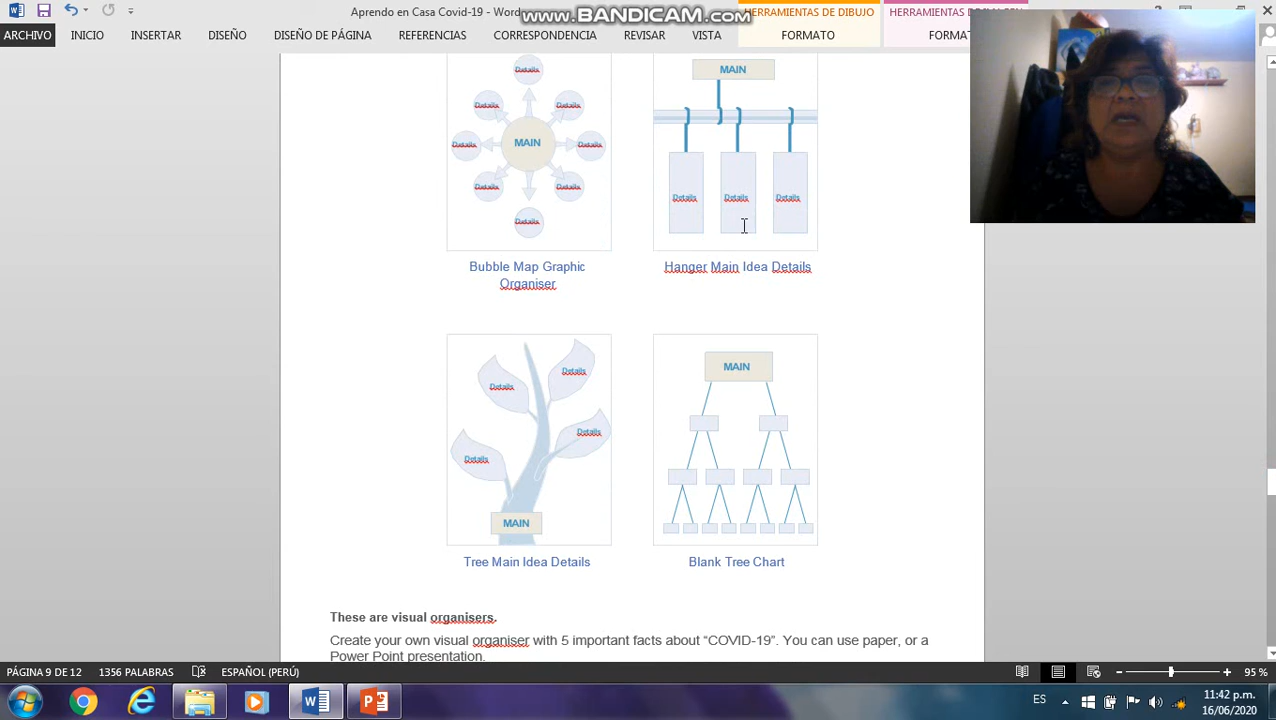 Aprendo en Casa Covid-19 - Word
www.BANDICAM.com
HERRAMIENTAS DE DIBUJO
ARCHIVO INICIO INSERTAR DISEÑO DISEÑO DE PÁGINA REFERENCIAS CORRESPONDENCIA REVISAR VISTA FORMATO
Details
Details
Details
Details
MAIN
Details
Details
Details
Details
MAIN
Details
Details
Details
Bubble Map Graphic
Organiser
Hanger Main Idea Details
Details
Details
Details
Details
MAIN
MAIN
Tree Main Idea Details
Blank Tree Chart
These are visual organisers.
Create your own visual organiser with 5 important facts about “COVID-19”. You can use paper, or a
Power Point presentation.
PÁGINA 9 DE 12 1356 PALABRAS ESPAÑOL (PERÚ) 95 %
ES
11:42 p.m.
16/06/2020